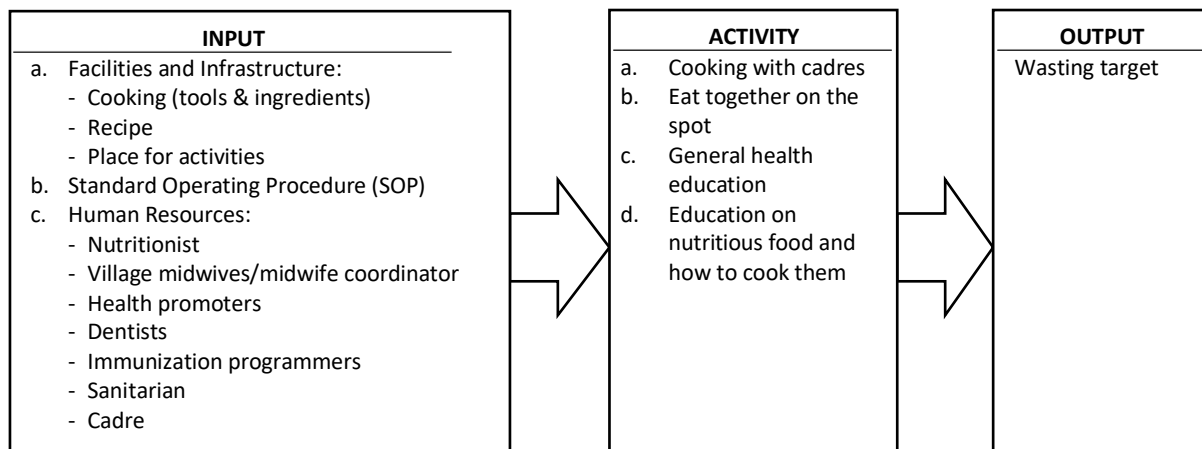 INPUT
a. Facilities and Infrastructure:
- Cooking (tools & ingredients)
- Recipe
- Place for activities
b. Standard Operating Procedure (SOP)
c. Human Resources:
- Nutritionist
- Village midwives/midwife coordinator
- Health promoters
- Dentists
- Immunization programmers
- Sanitarian
- Cadre
ACTIVITY
a. Cooking with cadres
b. Eat together on the
spot
c. General health
education
d. Education on
nutritious food and
how to cook them
OUTPUT
Wasting target